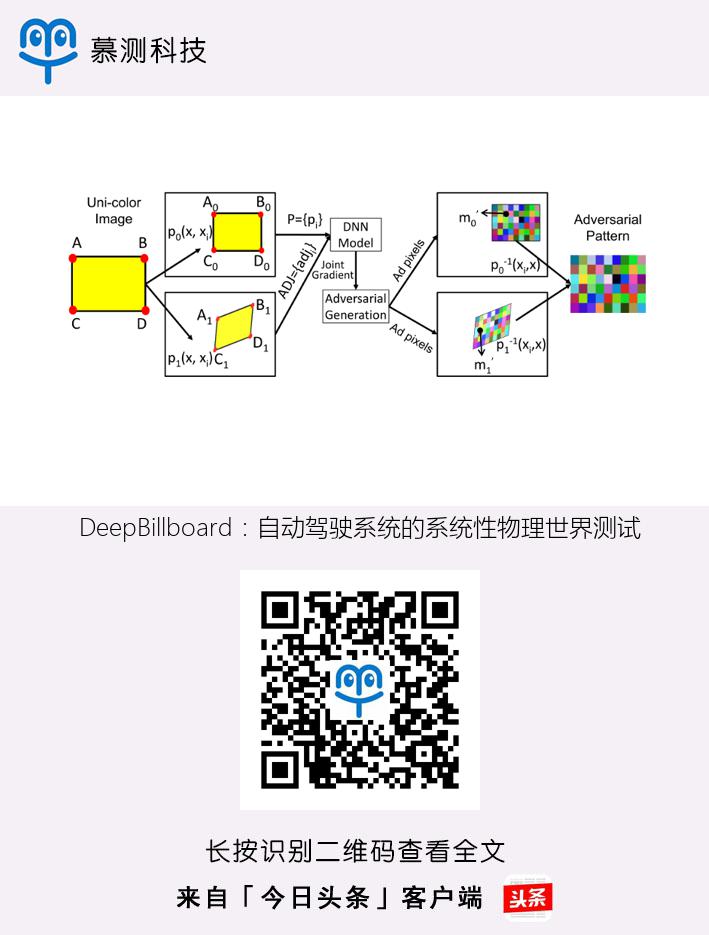 慕测科技
Uni-color
Image
A
B
C
D
A0
B0
p0(x, xi)
C0
D0
A1
B1
p1(x, xi)
C1
D1
P={pi}
ADJ={adji}
DNN
Model
Joint
Gradient
Adversarial
Generation
Ad pixels
Ad pixels
m0'
p0-1(xi,x)
p1-1(xi,x)
m1'
Adversarial
Pattern
DeepBillboard：自动驾驶系统的系统性物理世界测试
长按识别二维码查看全文
来自「今日头条」客户端
头条